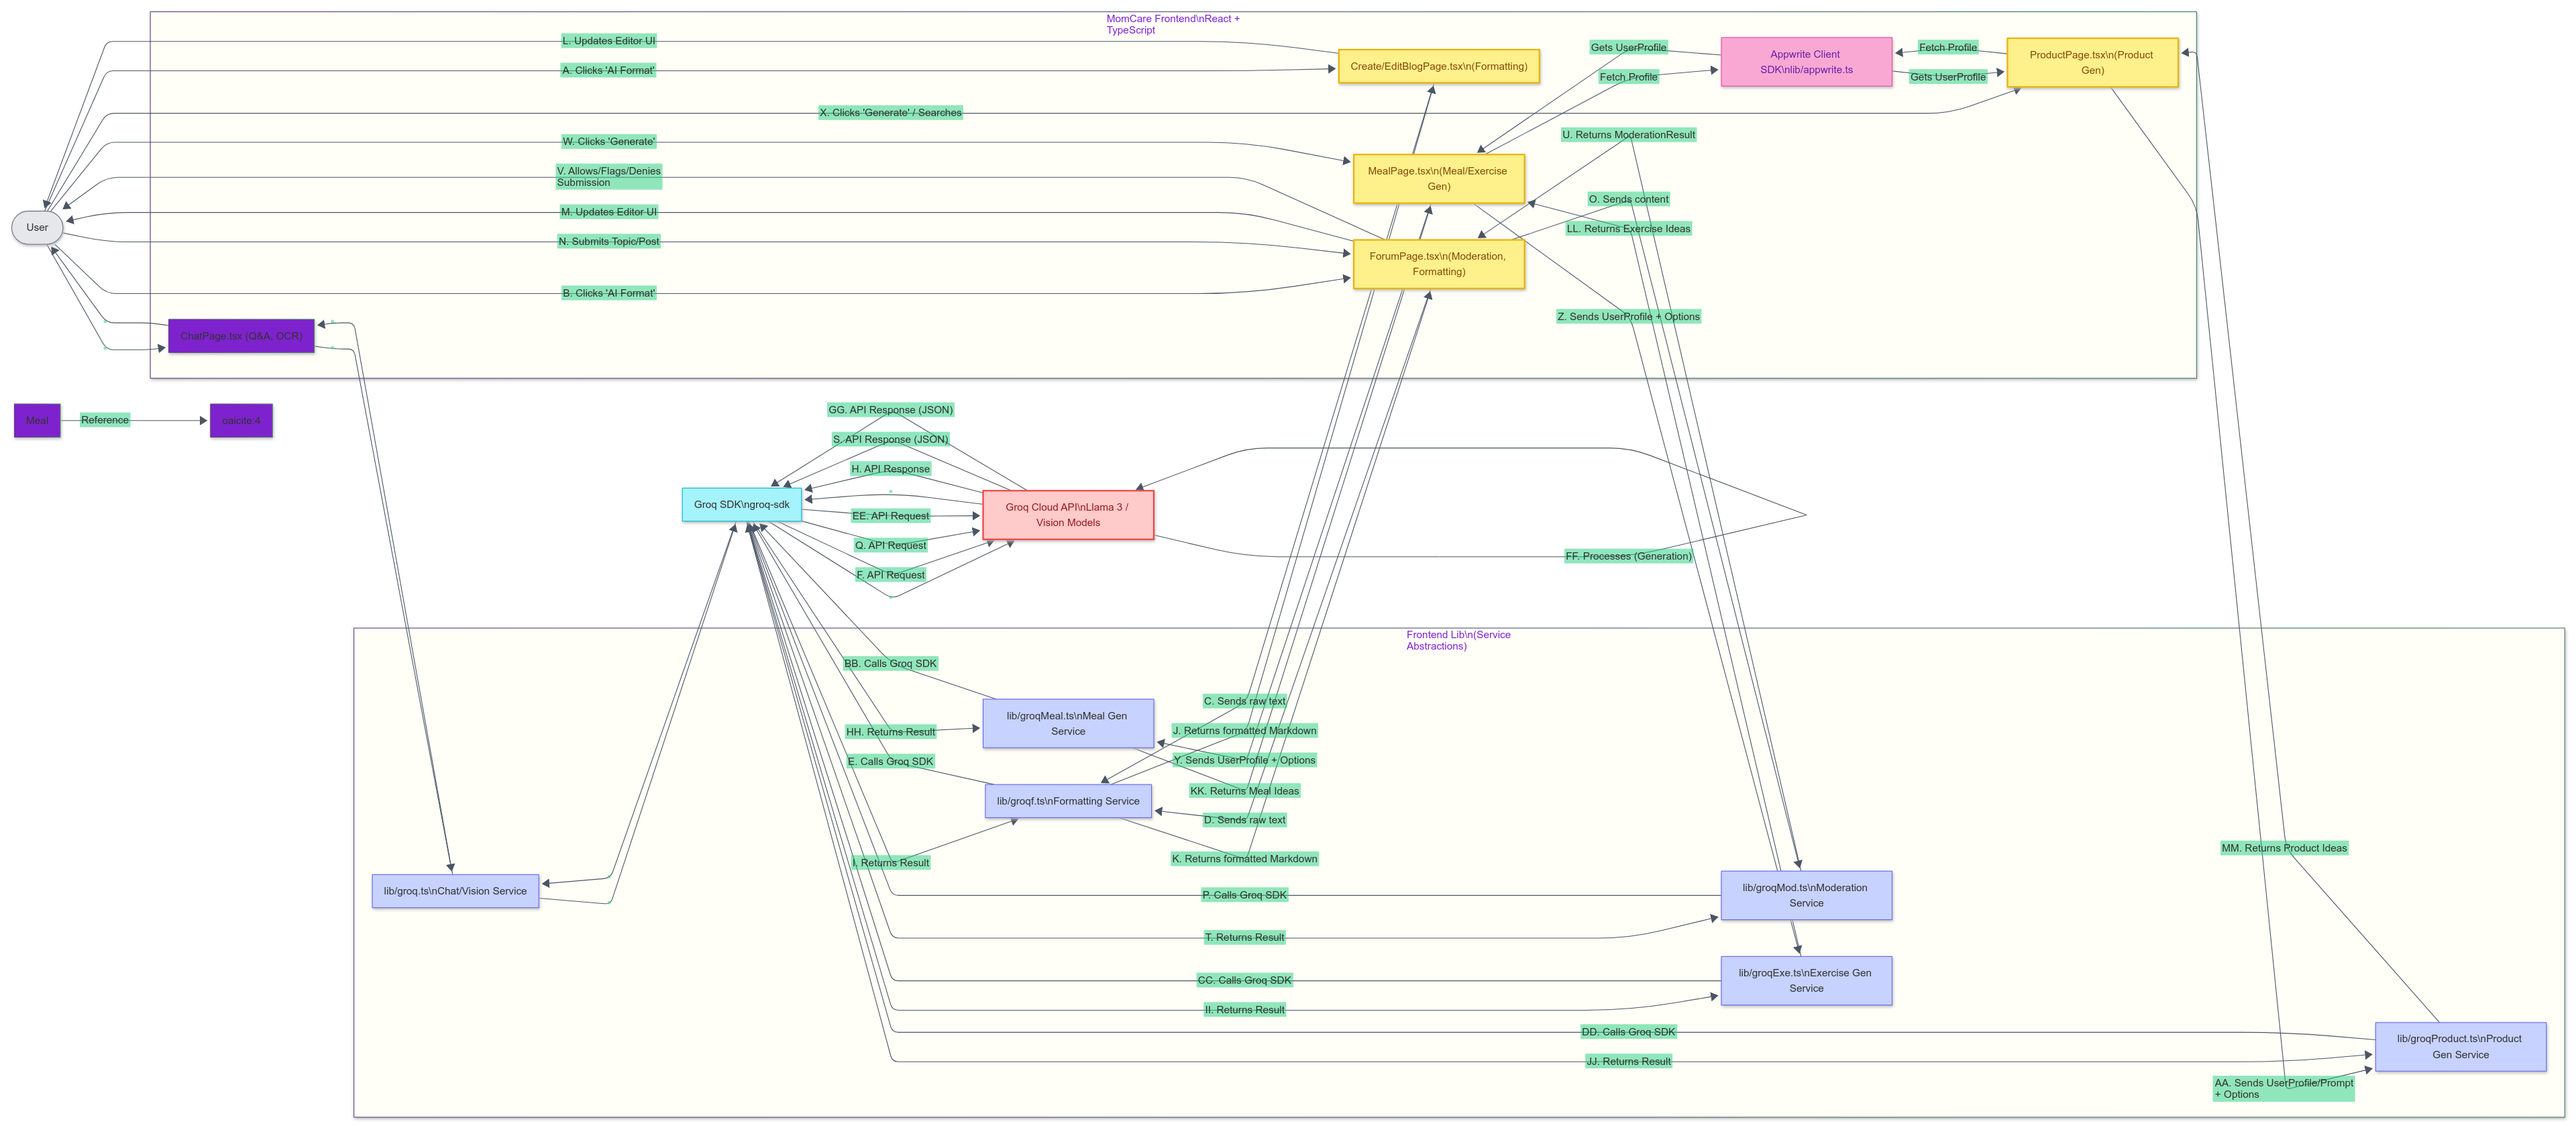 MomCare Frontend\nReact +
TypeScript
L. Updates Editor UI
A. Clicks 'AI Format'
X. Clicks 'Generate' / Searches
W. Clicks 'Generate'
V. Allows/Flags/Denies
Submission
M. Updates Editor UI
N. Submits Topic/Post
B. Clicks 'AI Format'
User
ChatPage.tsx (Q&A, OCR)
Create/EditBlogPage.tsx\n(Formatting)
Gets UserProfile
Fetch Profile
Appwrite Client
SDK\nlib/appwrite.ts
Fetch Profile
Gets UserProfile
ProductPage.tsx\n(Product
Gen)
MealPage.tsx\n(Meal/Exercise
Gen)
ForumPage.tsx\n(Moderation,
Formatting)
U. Returns ModerationResult
O. Sends content
LL. Returns Exercise Ideas
Z. Sends UserProfile + Options
Meal
Reference
oaicite:4
GG. API Response (JSON)
S. API Response (JSON)
H. API Response
EE. API Request
Q. API Request
F. API Request
Groq SDK\ngroq-sdk
Groq Cloud API\nLlama 3 /
Vision Models
FF. Processes (Generation)
Frontend Lib\n(Service
Abstractions)
BB. Calls Groq SDK
HH. Returns Result
E. Calls Groq SDK
I. Returns Result
lib/groqMeal.ts\nMeal Gen
Service
lib/groqf.ts\nFormatting Service
C. Sends raw text
J. Returns formatted Markdown
Y. Sends UserProfile + Options
KK. Returns Meal Ideas
D. Sends raw text
K. Returns formatted Markdown
lib/groq.ts\nChat/Vision Service
P. Calls Groq SDK
T. Returns Result
CC. Calls Groq SDK
II. Returns Result
DD. Calls Groq SDK
JJ. Returns Result
lib/groqMod.ts\nModeration
Service
lib/groqExe.ts\nExercise Gen
Service
MM. Returns Product Ideas
lib/groqProduct.ts\nProduct
Gen Service
AA. Sends UserProfile/Prompt
+ Options